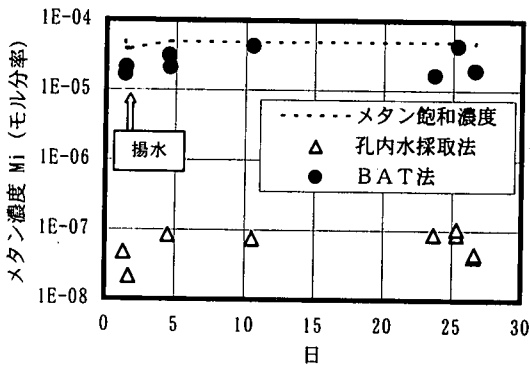 1E-04
1E-05
1E-06
1E-07
1E-08
メタン濃度 Mi (モル分率)
揚水
メタン飽和濃度
孔内水採取法
BAT法
0 5 10 15 20 25 30
日